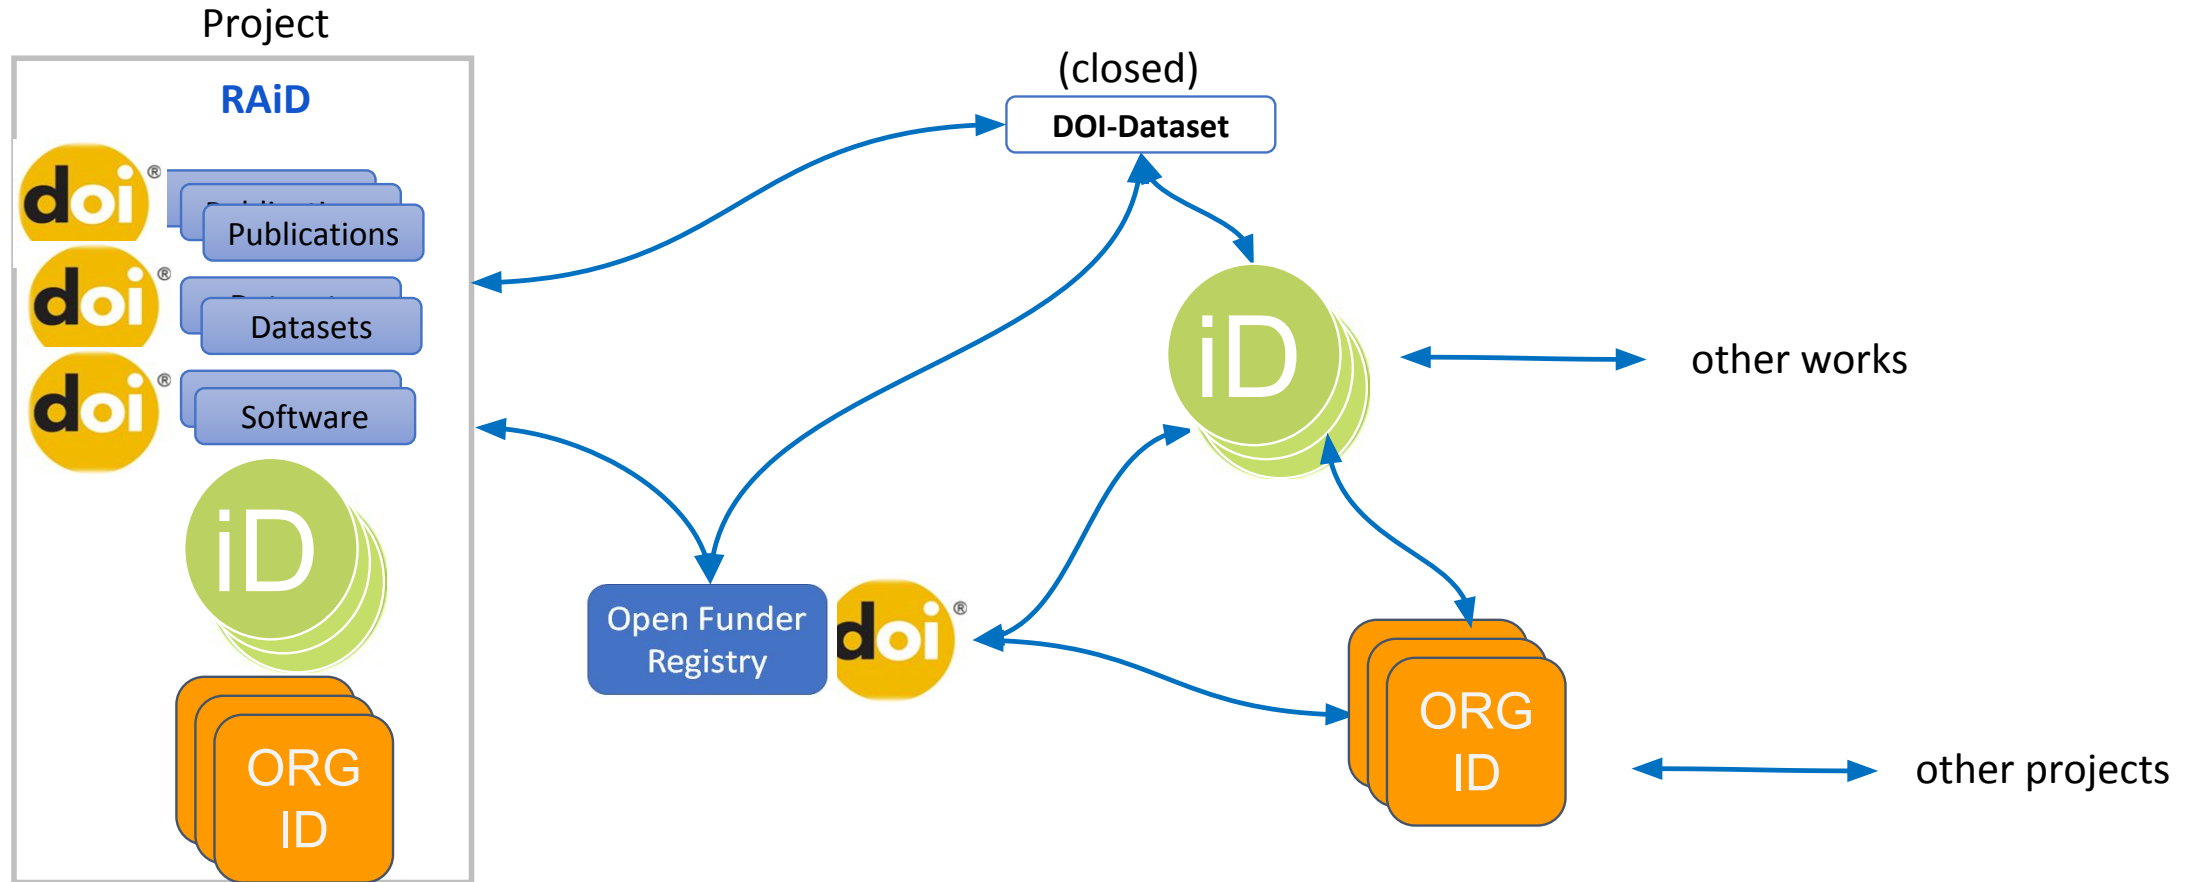 Project
RAiD
doi®
Publications
doi®
Datasets
doi®
Software
iD
ORG
ID
(closed)
DOI-Dataset
iD
other works
Open Funder
Registry
doi®
ORG
ID
other projects